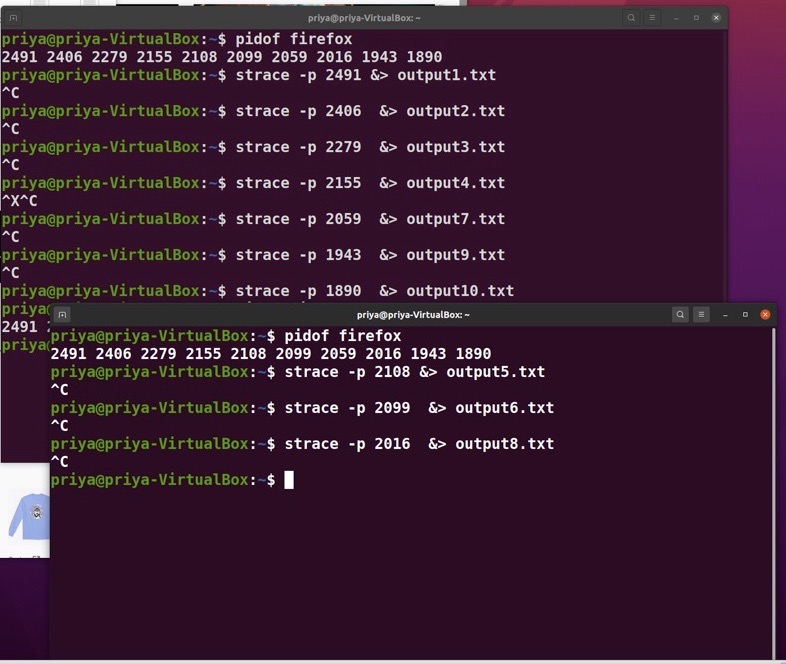 priya@priya-VirtualBox: ~
priya@priya-VirtualBox:~$ pidof firefox
2491 2406 2279 2155 2108 2099 2059 2016 1943 1890
priya@priya-VirtualBox:~$ strace -p 2491 &> output1.txt
^C
priya@priya-VirtualBox:~$ strace -p 2406  &> output2.txt
^C
priya@priya-VirtualBox:~$ strace -p 2279  &> output3.txt
^C
priya@priya-VirtualBox:~$ strace -p 2155  &> output4.txt
^X^C
priya@priya-VirtualBox:~$ strace -p 2059  &> output7.txt
^C
priya@priya-VirtualBox:~$ strace -p 1943  &> output9.txt
^C
priya@priya-VirtualBox:~$ strace -p 1890  &> output10.txt
priya
2491
priya
priya@priya-VirtualBox: ~
priya@priya-VirtualBox:~$ pidof firefox
2491 2406 2279 2155 2108 2099 2059 2016 1943 1890
priya@priya-VirtualBox:~$ strace -p 2108 &> output5.txt
^C
priya@priya-VirtualBox:~$ strace -p 2099  &> output6.txt
^C
priya@priya-VirtualBox:~$ strace -p 2016  &> output8.txt
^C
priya@priya-VirtualBox:~$